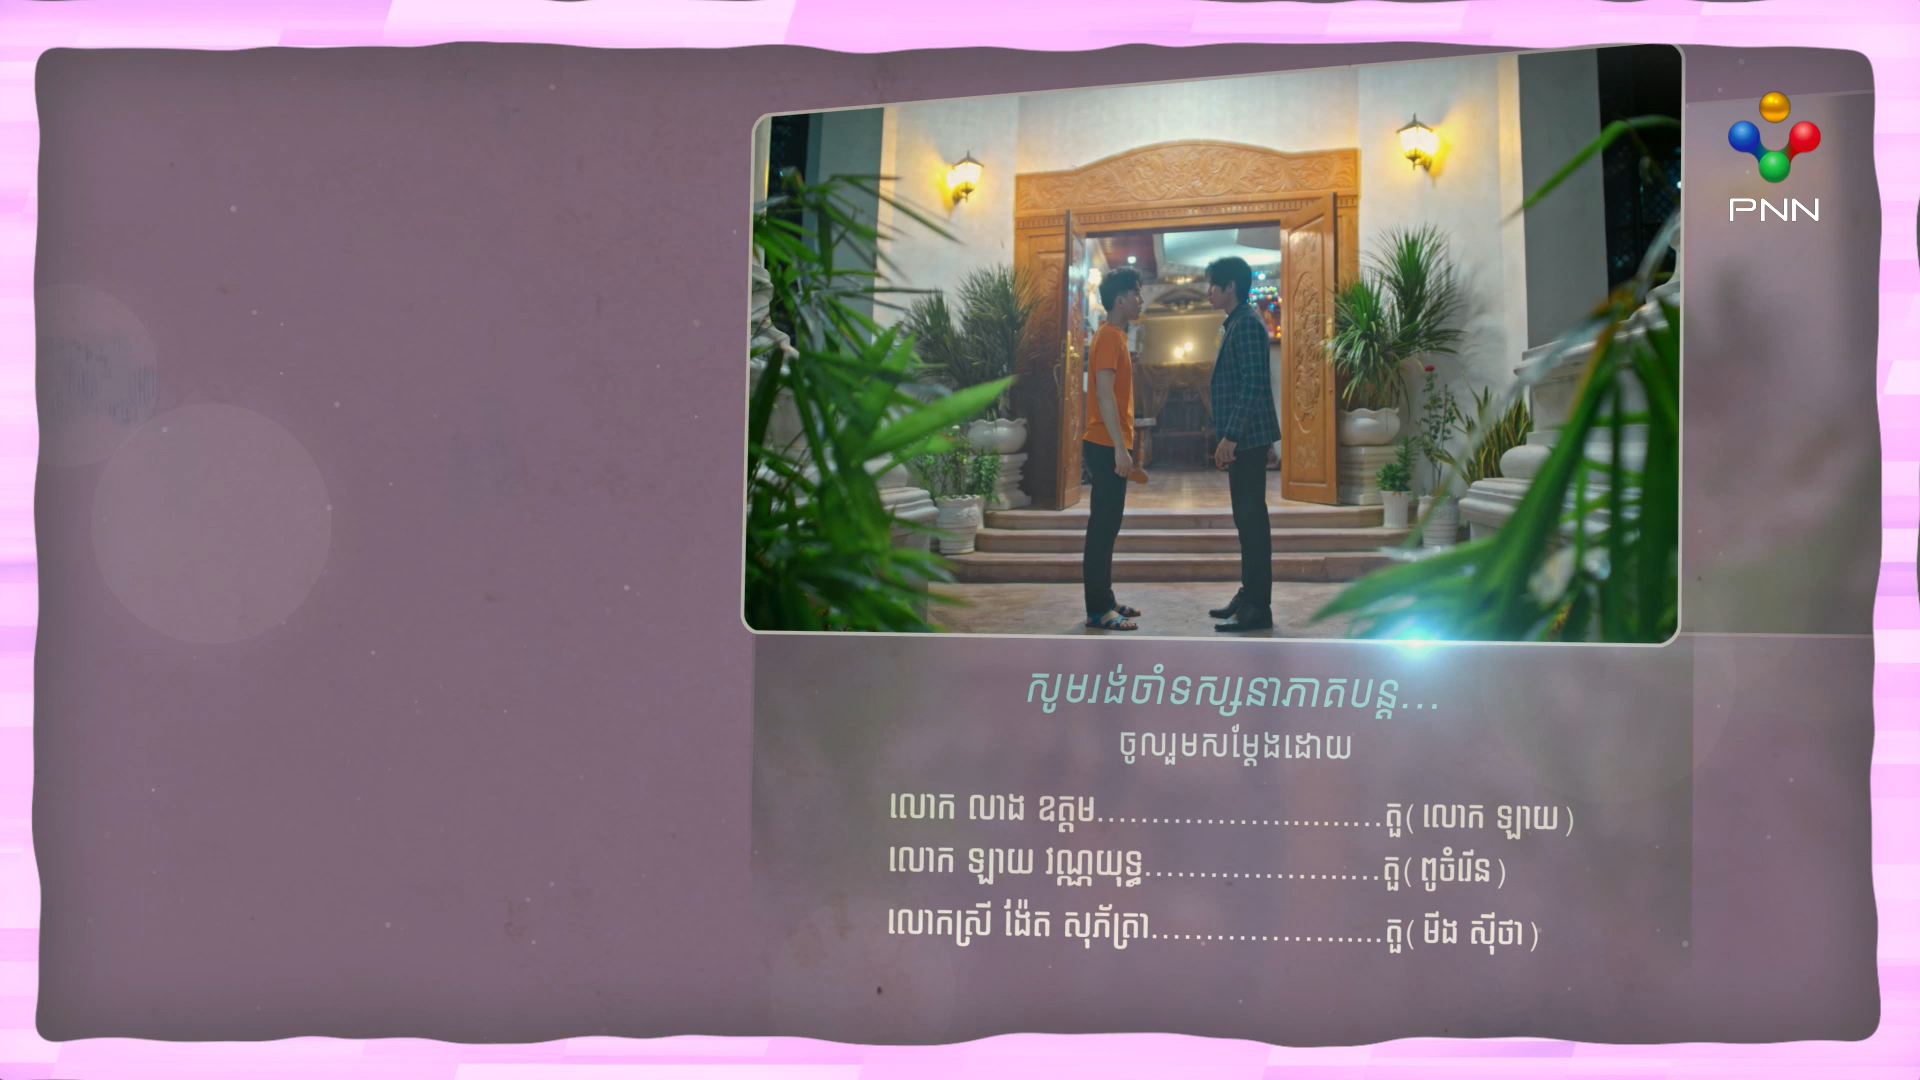 PNN
សូមរង់ចាំទស្សនាភាគបន្ត...
ចូលរួមសម្តែងដោយ
លោក លាង ឧត្តម..............................តួ( លោក ឡាយ )
លោក ឡាយ វណ្ណយុទ្ធ.........................តួ( ពូចំរើន )
លោកស្រី ង៉ែត សុភ័ត្រា.........................តួ( មីង ស៊ីថា )